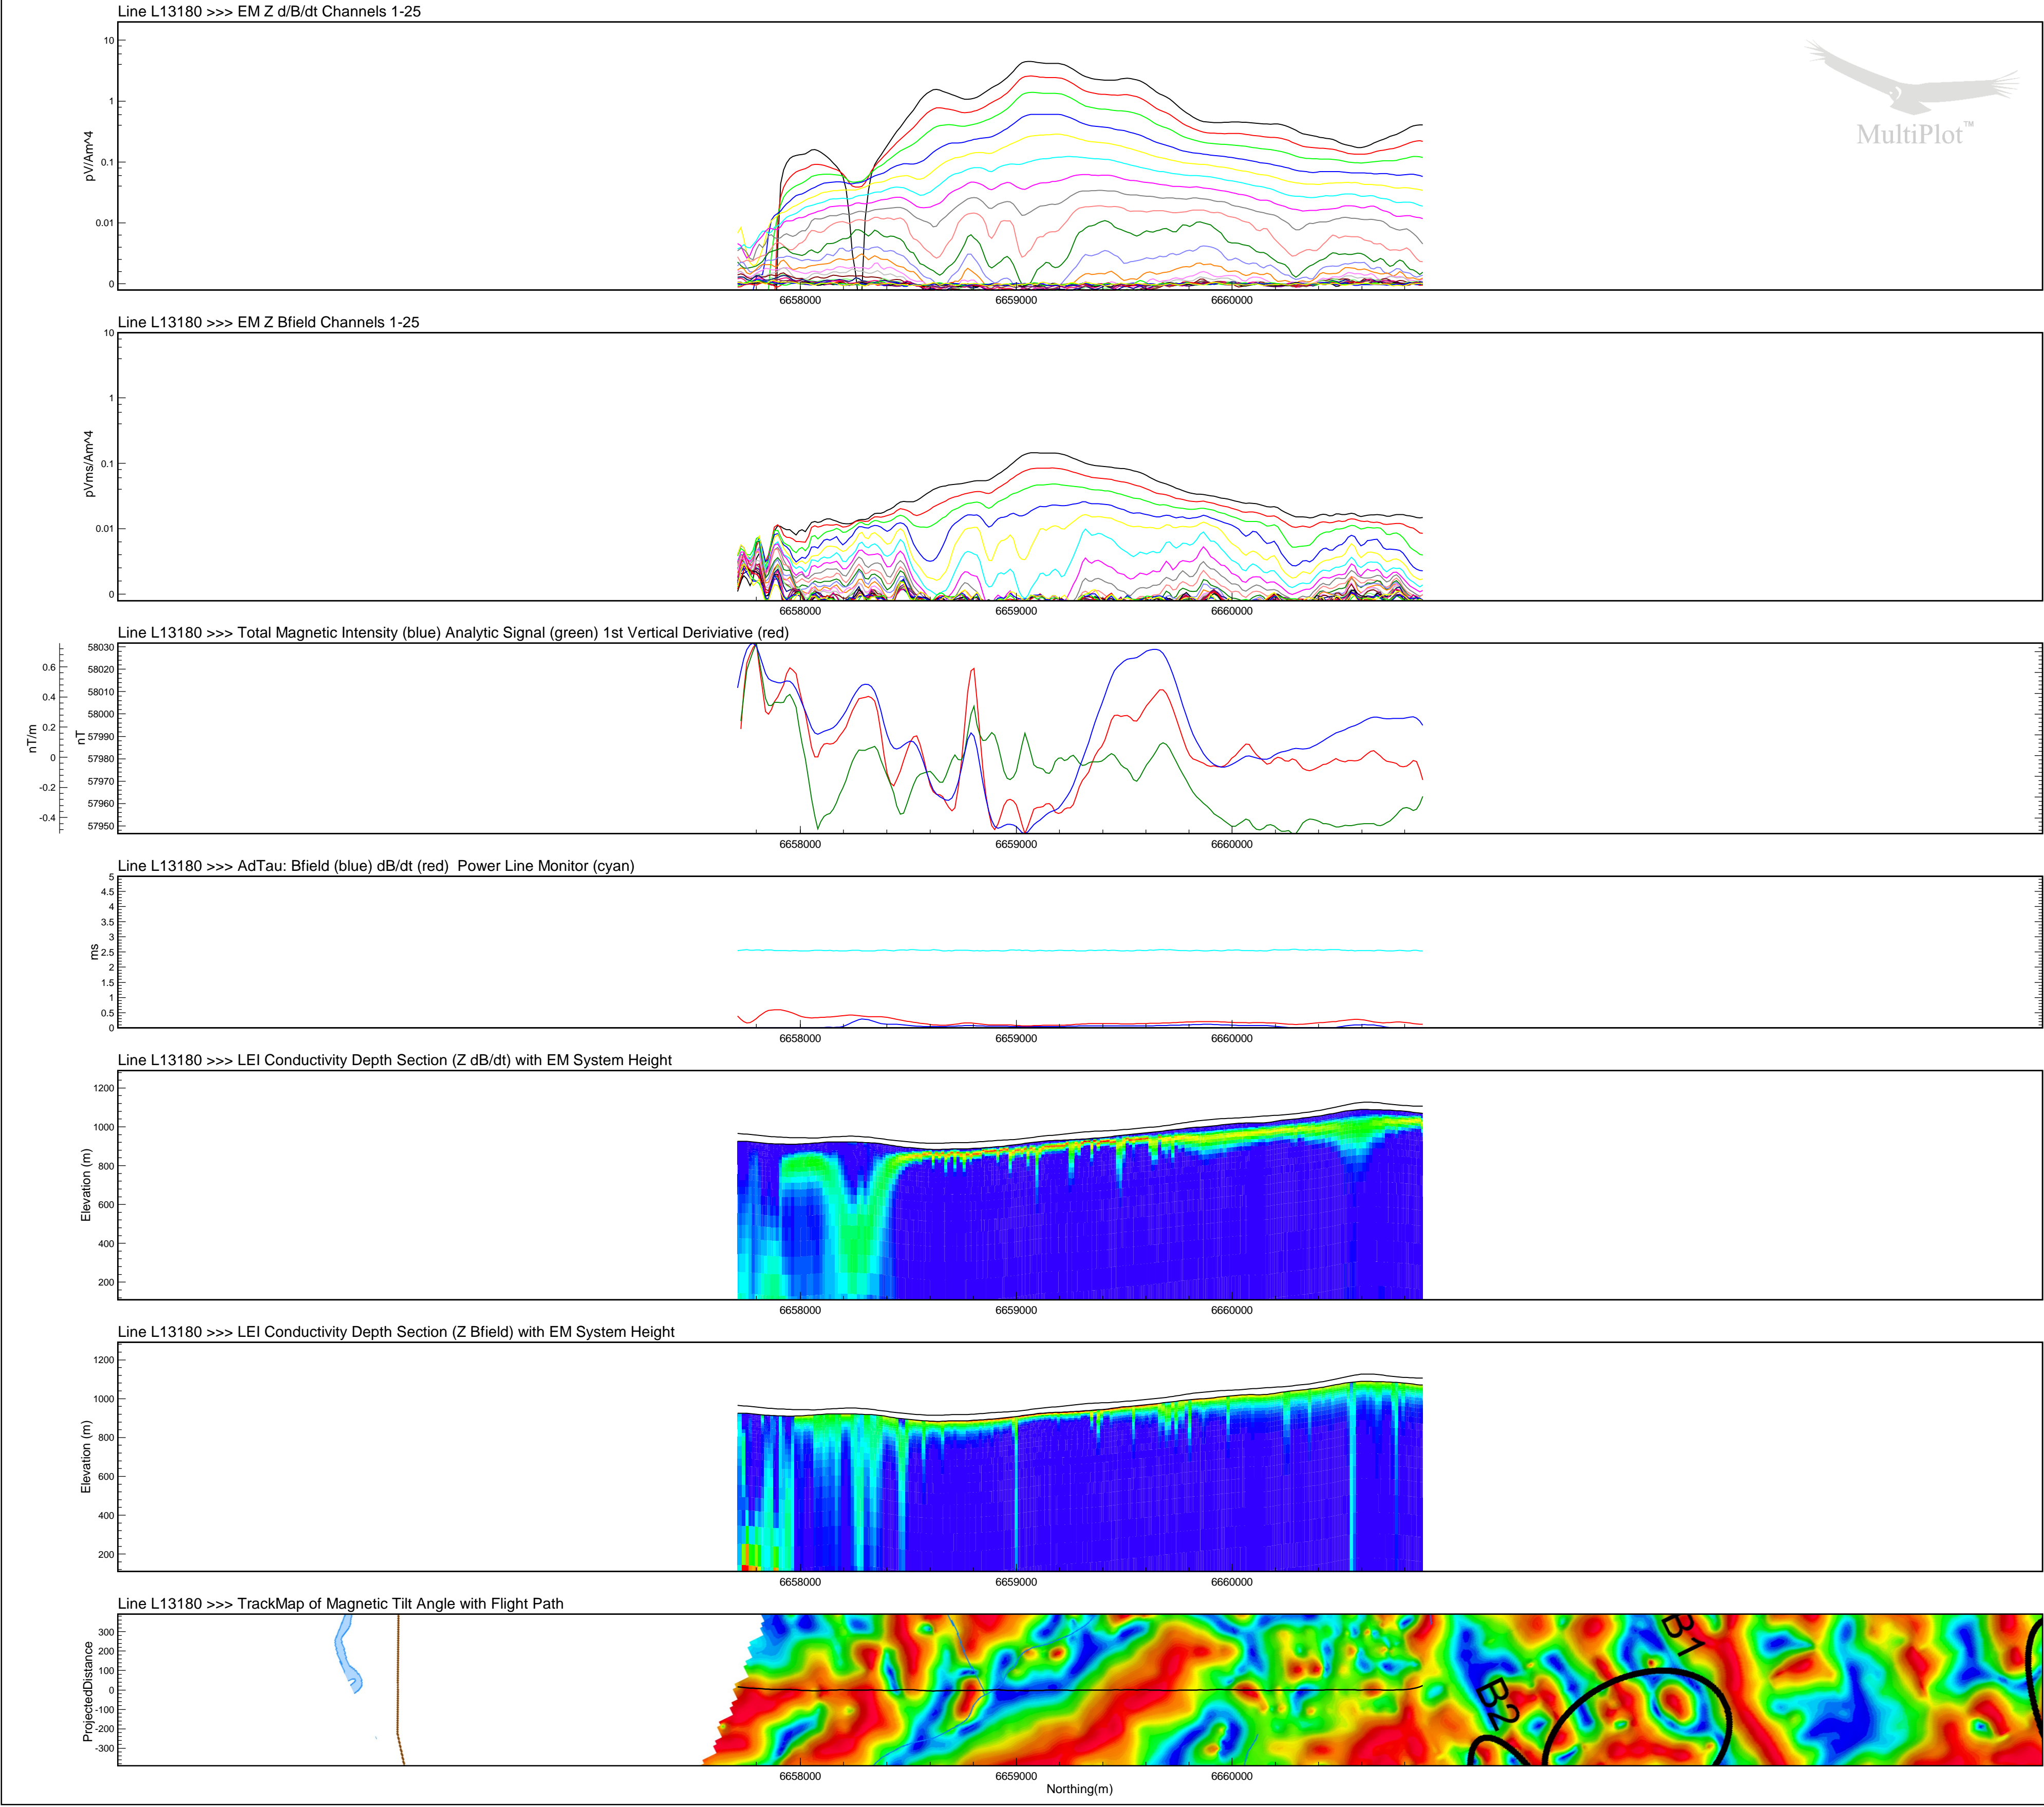 Line L13180 >>> EM Z d/B/dt Channels 1-25
10
1
0.1
0.01
0
pV/Am^4
MultiPlot™
6658000 6659000 6660000
Line L13180 >>> EM Z Bfield Channels 1-25
10
1
0.1
0.01
0
pVms/Am^4
6658000 6659000 6660000
Line L13180 >>> Total Magnetic Intensity (blue) Analytic Signal (green) 1st Vertical Deriviative (red)
0.6
0.4
0.2
0
-0.2
-0.4
nT/m
58030
58020
58010
58000
57990
57980
57970
57960
57950
nT
6658000 6659000 6660000
Line L13180 >>> AdTau: Bfield (blue) dB/dt (red) Power Line Monitor (cyan)
5
4.5
4
3.5
3
2.5
2
1.5
1
0.5
0
ms
6658000 6659000 6660000
Line L13180 >>> LEI Conductivity Depth Section (Z dB/dt) with EM System Height
1200
1000
800
600
400
200
Elevation (m)
6658000 6659000 6660000
Line L13180 >>> LEI Conductivity Depth Section (Z Bfield) with EM System Height
1200
1000
800
600
400
200
Elevation (m)
6658000 6659000 6660000
Line L13180 >>> TrackMap of Magnetic Tilt Angle with Flight Path
300
200
100
0
-100
-200
-300
ProjectedDistance
B1
B2
6658000 6659000 6660000
Northing(m)